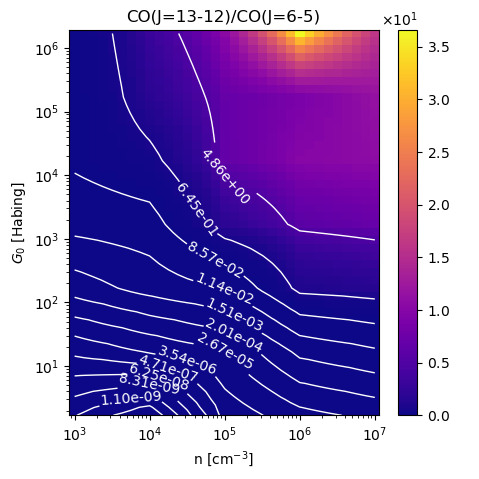 CO(J=13-12)/CO(J=6-5)
×10¹
G₀ [Habing]
10⁶
10⁵
10⁴
10³
10²
10¹
4.86e+00
6.45e-01
8.57e-02
1.14e-02
1.51e-03
2.01e-04
2.67e-05
3.54e-06
4.71e-07
6.25e-08
8.31e-09
1.10e-09
10³ 10⁴ 10⁵ 10⁶ 10⁷
n [cm⁻³]
3.5
3.0
2.5
2.0
1.5
1.0
0.5
0.0